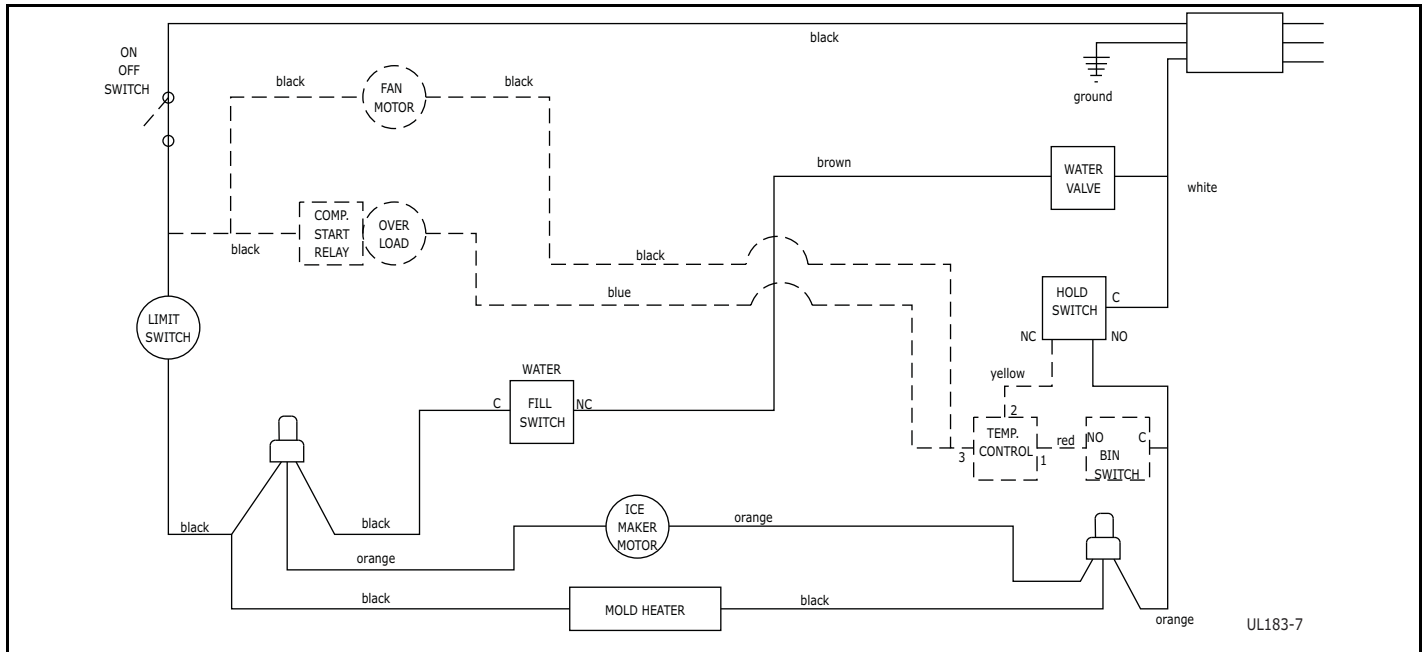 black
ON
OFF
SWITCH
black
FAN
MOTOR
black
ground
brown
WATER
VALVE
white
COMP.
START
RELAY
OVER
LOAD
black
black
blue
HOLD
SWITCH
C
NC
NO
LIMIT
SWITCH
yellow
WATER
C
FILL
SWITCH
NC
2
TEMP.
CONTROL
3
1
red
NO
C
BIN
SWITCH
black
black
orange
ICE
MAKER
MOTOR
orange
black
MOLD HEATER
black
orange
UL183-7